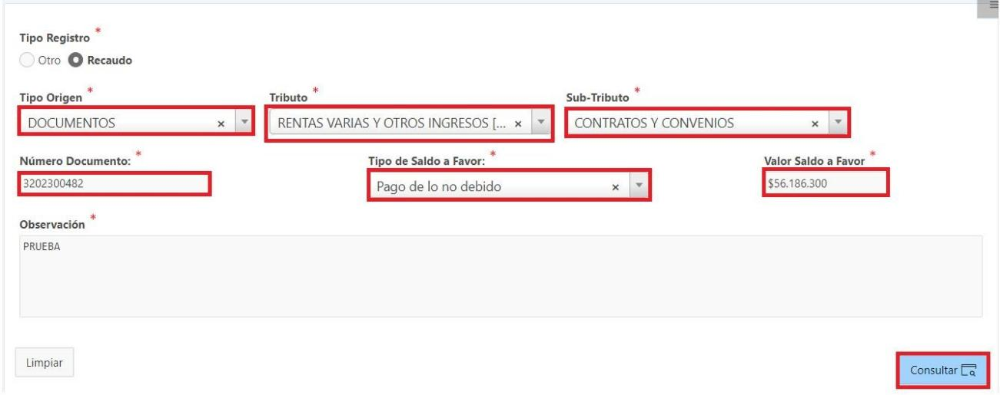 Tipo Registro *
Otro Recaudo
Tipo Origen * Tributo * Sub-Tributo *
DOCUMENTOS × RENTAS VARIAS Y OTROS INGRESOS [... × CONTRATOS Y CONVENIOS ×
Número Documento: * Tipo de Saldo a Favor: * Valor Saldo a Favor *
3202300482 Pago de lo no debido × $56.186.300
Observación *
PRUEBA
Limpiar Consultar